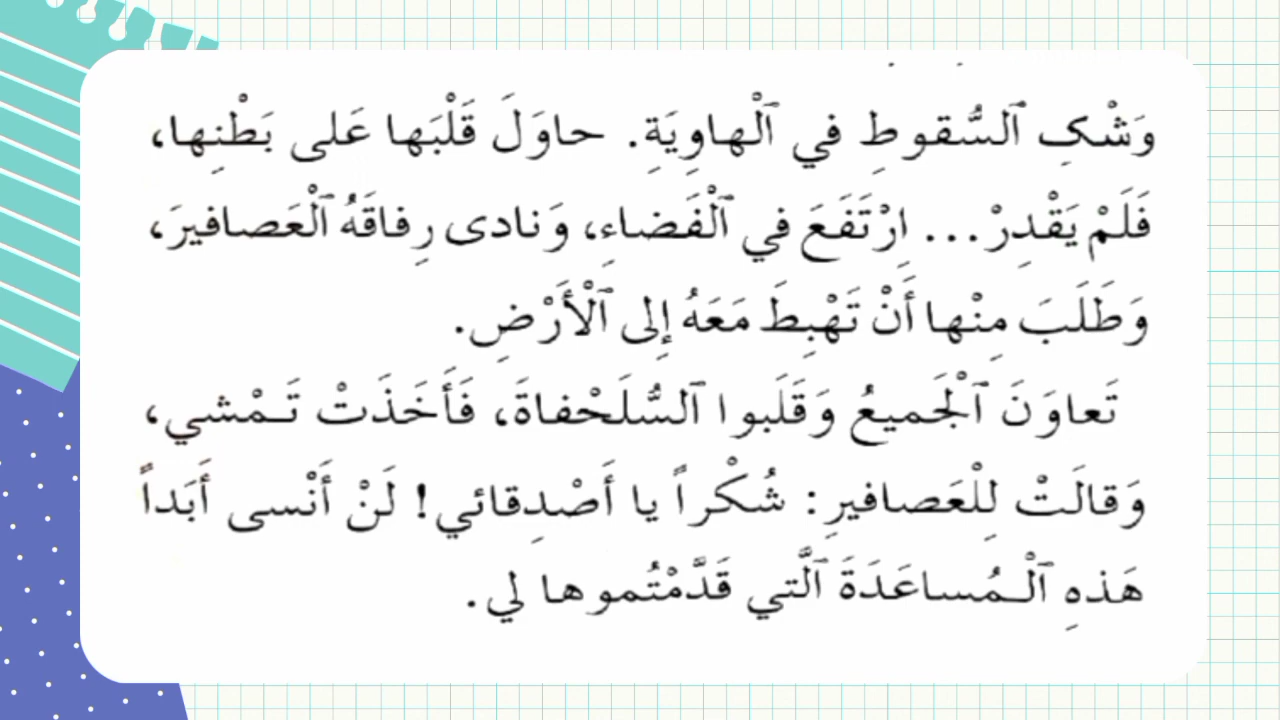 وَشْكِ ٱلسُّقوطِ في ٱلْهاوِيَةِ. حاوَلَ قَلْبَها عَلى بَطْنِها،
فَلَمْ يَقْدِرْ... اِرْتَفَعَ في ٱلْفَضاءِ، وَنادى رِفاقَهُ ٱلْعَصافيرَ،
وَطَلَبَ مِنْها أَنْ تَهْبِطَ مَعَهُ إِلى ٱلْأَرْضِ.
تَعاوَنَ ٱلْجَميعُ وَقَلَبوا ٱلسُّلَحْفاةَ، فَأَخَذَتْ تَـمْشي،
وَقالَتْ لِلْعَصافيرِ: شُكْراً يا أَصْدِقائي! لَنْ أَنْسى أَبَداً
هَذِهِ ٱلْـمُساعَدَةَ ٱلَّتي قَدَّمْتُموها لي.